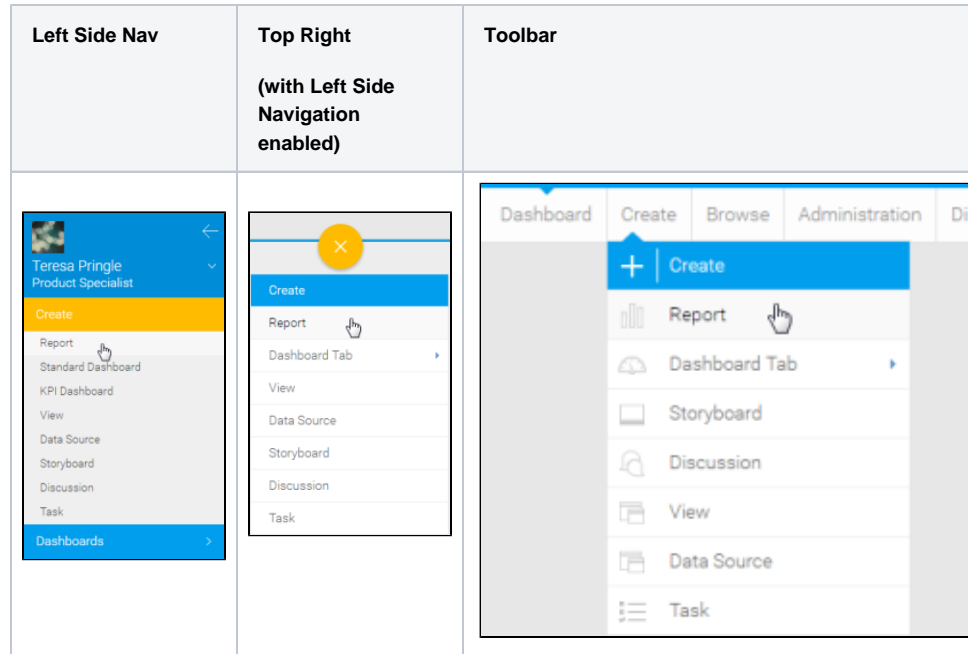 Left Side Nav
Top Right
(with Left Side
Navigation
enabled)
Toolbar
Teresa Pringle
Product Specialist
Create
Report
Standard Dashboard
KPI Dashboard
View
Data Source
Storyboard
Discussion
Task
Dashboards
Create
Report
Dashboard Tab
View
Data Source
Storyboard
Discussion
Task
Dashboard Create Browse Administration Di
Create
Report
Dashboard Tab
Storyboard
Discussion
View
Data Source
Task